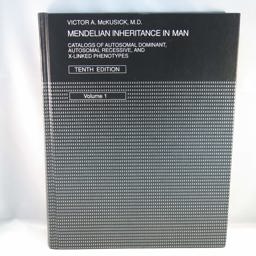 VICTOR A. McKUSICK, M.D.
MENDELIAN INHERITANCE IN MAN
CATALOGS OF AUTOSOMAL DOMINANT,
AUTOSOMAL RECESSIVE, AND
X-LINKED PHENOTYPES
TENTH EDITION
Volume 1